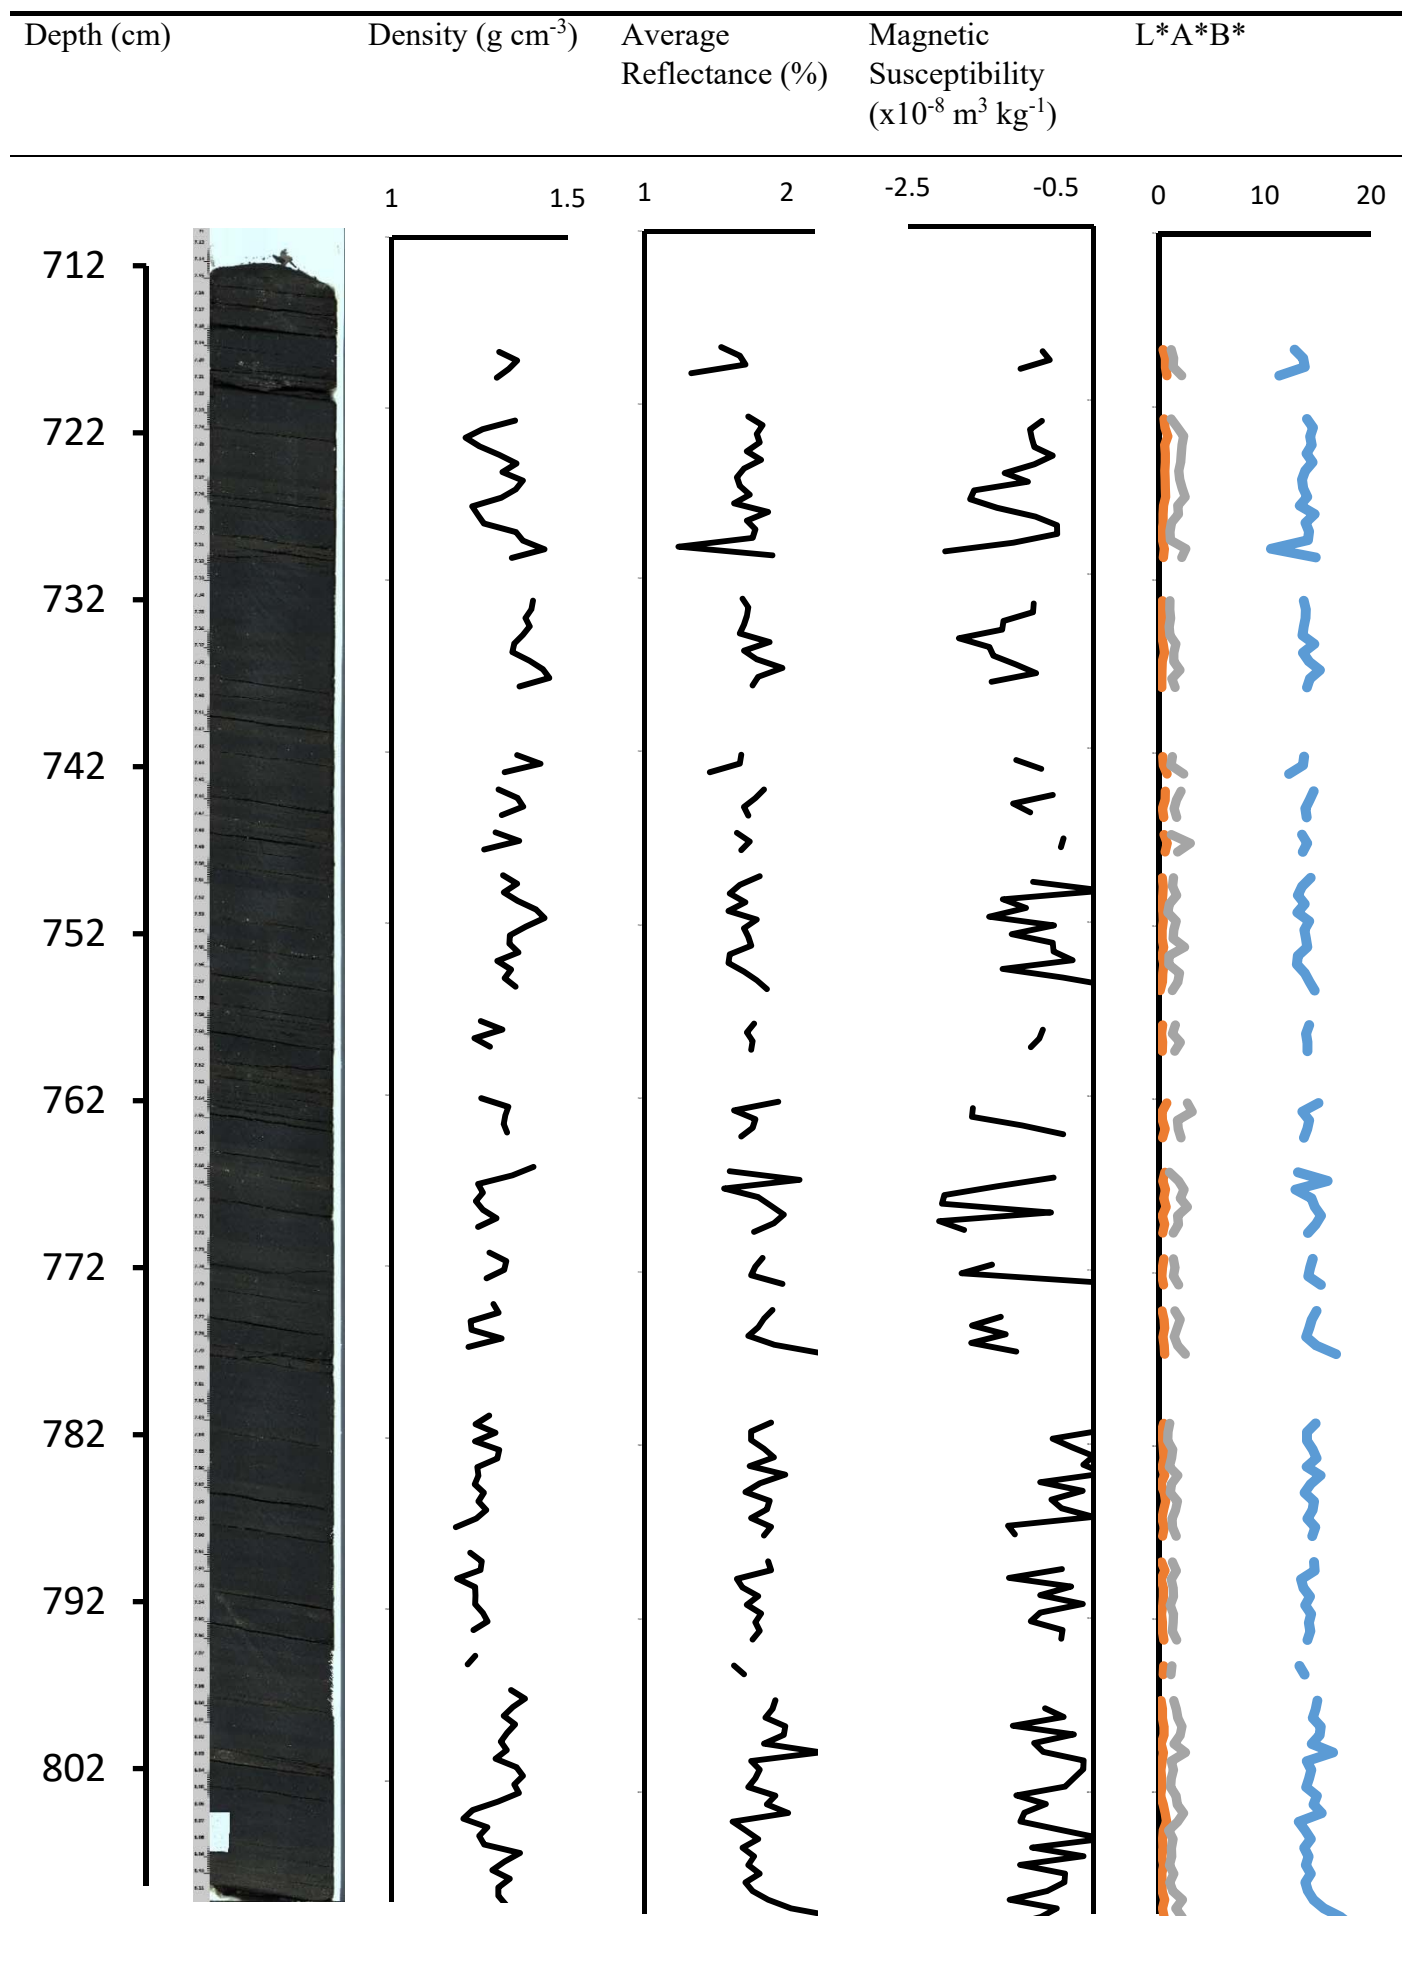 Depth (cm) Density (g cm-3) Average Magnetic L*A*B*
Reflectance (%) Susceptibility
(x10-8 m3 kg-1)
1 1.5 1 2 -2.5 -0.5 0 10 20
712
722
732
742
752
762
772
782
792
802